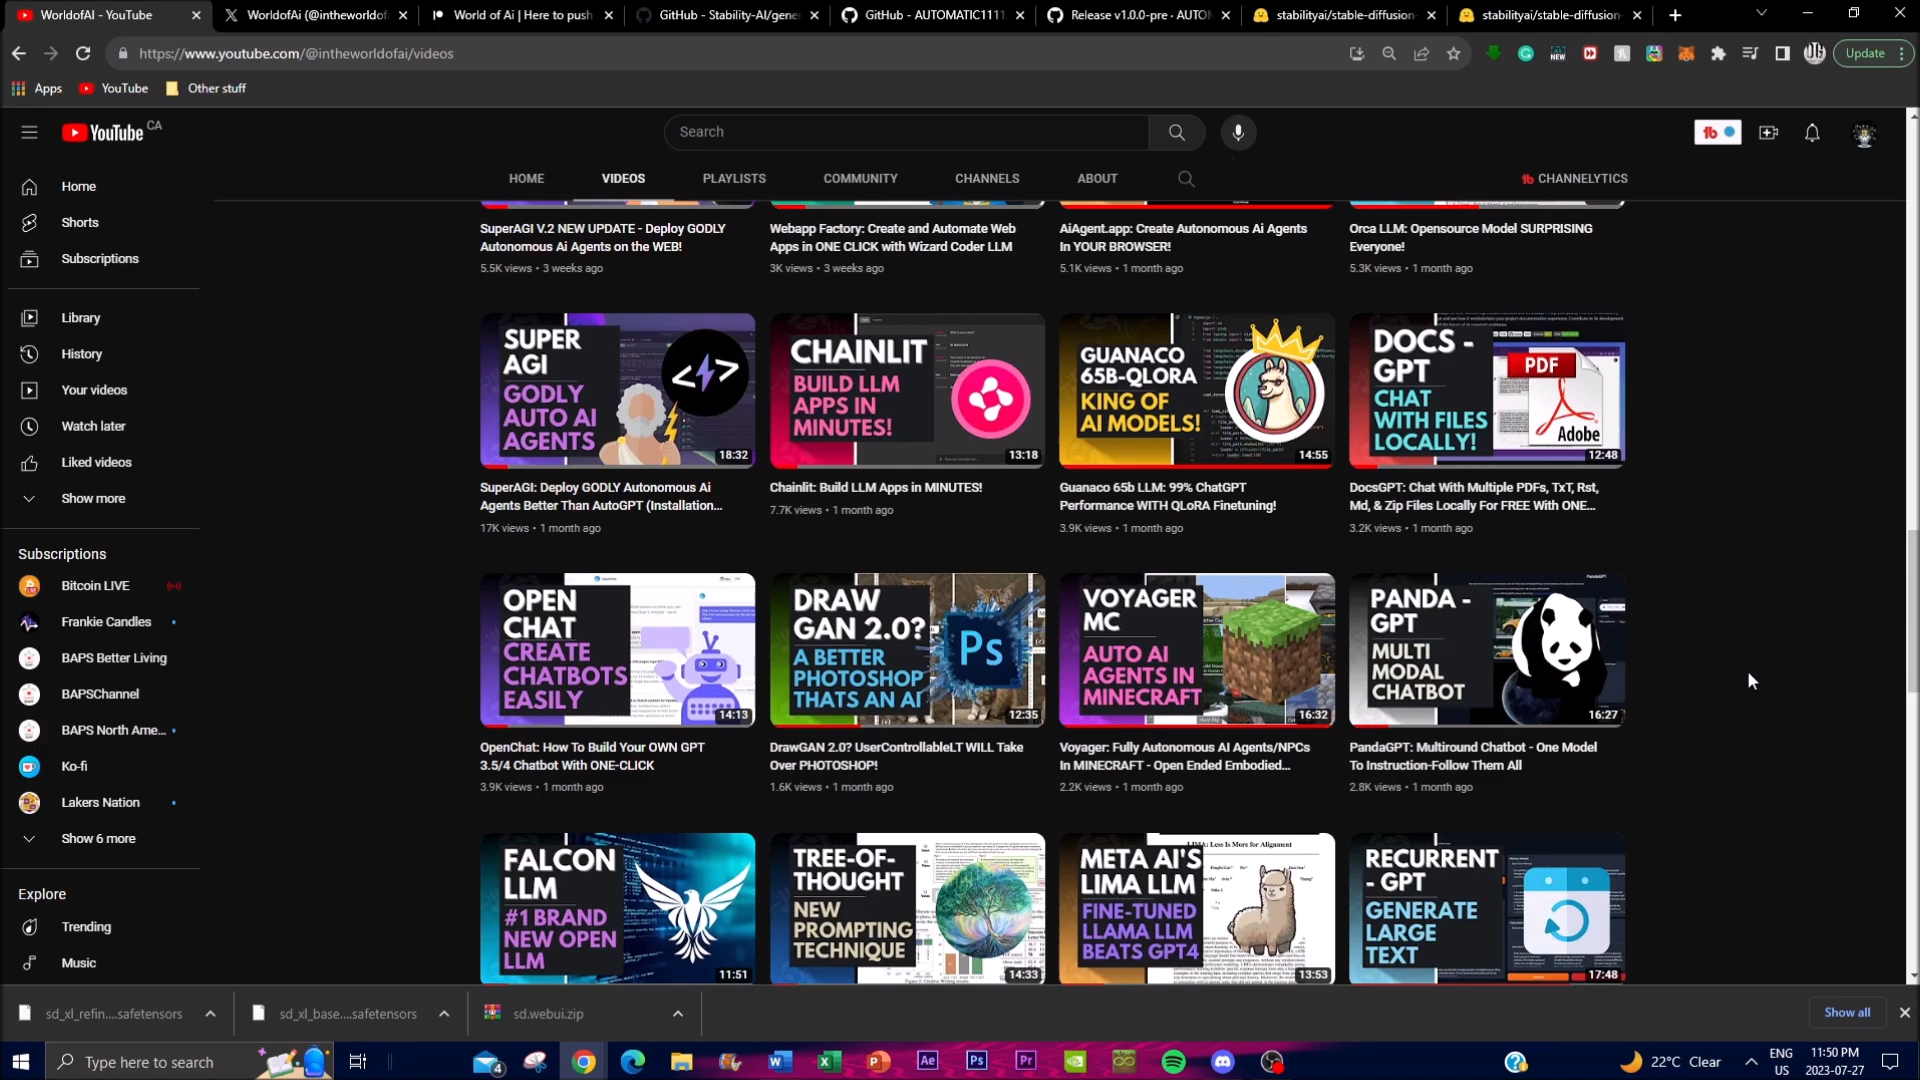 WorldofAI - YouTube
WorldofAi (@intheworldof
World of Ai | Here to push
GitHub - Stability-AI/gener
GitHub - AUTOMATIC1111
Release v1.0.0-pre · AUTOM
stabilityai/stable-diffusion-
stabilityai/stable-diffusion-
https://www.youtube.com/@intheworldofai/videos
NEW
Update
Apps
YouTube
Other stuff
YouTube CA
Search
HOME
VIDEOS
PLAYLISTS
COMMUNITY
CHANNELS
ABOUT
CHANNELYTICS
Home
Shorts
Subscriptions
Library
History
Your videos
Watch later
Liked videos
Show more
Subscriptions
Bitcoin LIVE
Frankie Candles
BAPS Better Living
BAPSChannel
BAPS North Ame...
Ko-fi
Lakers Nation
Show 6 more
Explore
Trending
Music
SuperAGI V.2 NEW UPDATE - Deploy GODLY
Autonomous Ai Agents on the WEB!
5.5K views • 3 weeks ago
Webapp Factory: Create and Automate Web
Apps in ONE CLICK with Wizard Coder LLM
3K views • 3 weeks ago
AiAgent.app: Create Autonomous Ai Agents
In YOUR BROWSER!
5.1K views • 1 month ago
Orca LLM: Opensource Model SURPRISING
Everyone!
5.3K views • 1 month ago
SUPER
AGI
GODLY
AUTO AI
AGENTS
</>
18:32
SuperAGI: Deploy GODLY Autonomous Ai
Agents Better Than AutoGPT (Installation...
17K views • 1 month ago
CHAINLIT
BUILD LLM
APPS IN
MINUTES!
13:18
Chainlit: Build LLM Apps in MINUTES!
7.7K views • 1 month ago
GUANACO
65B-QLORA
KING OF
AI MODELS!
14:55
Guanaco 65b LLM: 99% ChatGPT
Performance WITH QLoRA Finetuning!
3.9K views • 1 month ago
DOCS -
GPT
CHAT
WITH FILES
LOCALLY!
PDF
Adobe
12:48
DocsGPT: Chat With Multiple PDFs, TxT, Rst,
Md, & Zip Files Locally For FREE With ONE...
3.2K views • 1 month ago
OPEN
CHAT
CREATE
CHATBOTS
EASILY
14:13
OpenChat: How To Build Your OWN GPT
3.5/4 Chatbot With ONE-CLICK
3.9K views • 1 month ago
DRAW
GAN 2.0?
A BETTER
PHOTOSHOP
THATS AN AI
Ps
12:35
DrawGAN 2.0? UserControllableLT WILL Take
Over PHOTOSHOP!
1.6K views • 1 month ago
VOYAGER
MC
AUTO AI
AGENTS IN
MINECRAFT
16:32
Voyager: Fully Autonomous AI Agents/NPCs
In MINECRAFT - Open Ended Embodied...
2.2K views • 1 month ago
PANDA -
GPT
MULTI
MODAL
CHATBOT
16:27
PandaGPT: Multiround Chatbot - One Model
To Instruction-Follow Them All
2.8K views • 1 month ago
FALCON
LLM
#1 BRAND
NEW OPEN
LLM
11:51
TREE-OF-
THOUGHT
NEW
PROMPTING
TECHNIQUE
14:33
META AI'S
LIMA LLM
FINE-TUNED
LLAMA LLM
BEATS GPT4
LIMA: Less Is More for Alignment
13:53
RECURRENT
- GPT
GENERATE
LARGE
TEXT
17:48
sd_xl_refin....safetensors
sd_xl_base....safetensors
sd.webui.zip
Show all
Type here to search
4
Ae
Ps
Pr
22°C Clear
ENG
US
11:50 PM
2023-07-27